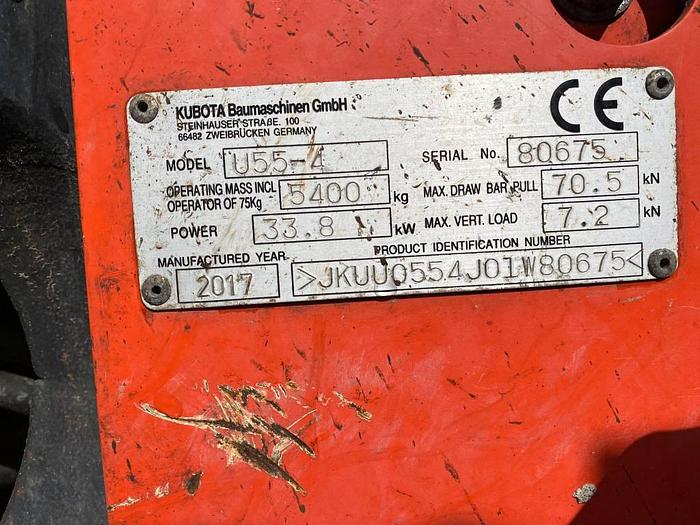 KUBOTA Baumaschinen GmbH
STEINHAUSER STRAßE. 100
66482 ZWEIBRÜCKEN GERMANY
CE
MODEL U55-4 SERIAL No. 80675
OPERATING MASS INCL OPERATOR OF 75Kg 5400 kg MAX. DRAW BAR PULL 70.5 kN
POWER 33.8 kW MAX. VERT. LOAD 7.2 kN
MANUFACTURED YEAR PRODUCT IDENTIFICATION NUMBER
2017 >JKUU0554J01W80675<